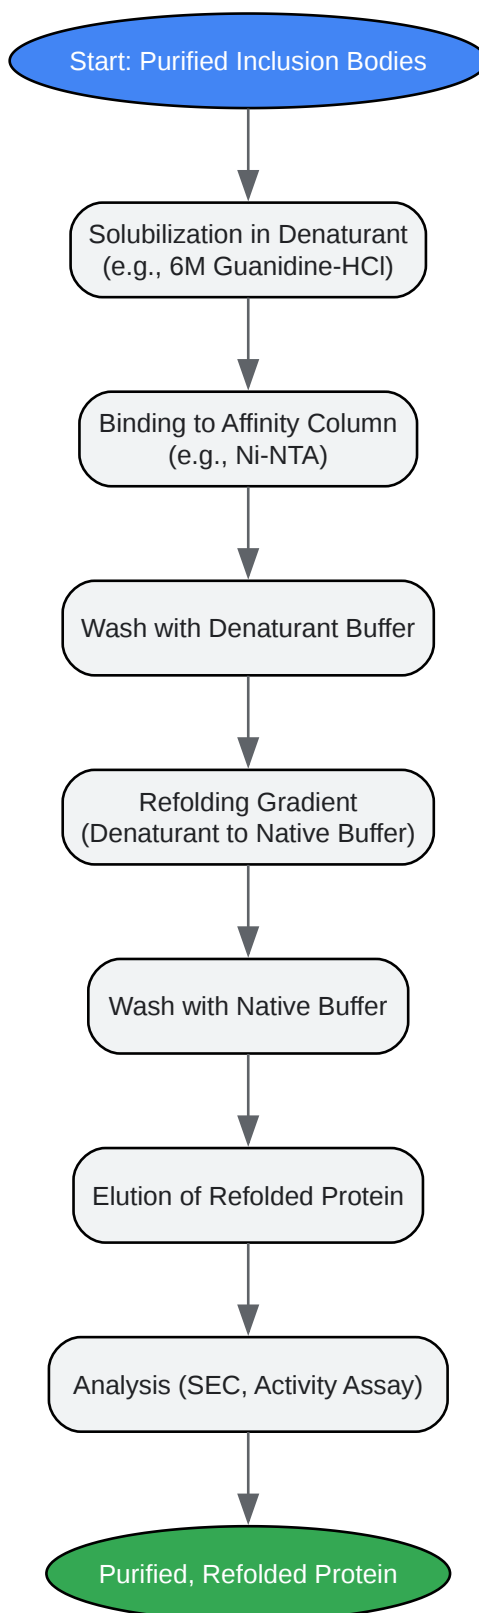 Start: Purified Inclusion Bodies
Solubilization in Denaturant
(e.g., 6M Guanidine-HCl)
Binding to Affinity Column
(e.g., Ni-NTA)
Wash with Denaturant Buffer
Refolding Gradient
(Denaturant to Native Buffer)
Wash with Native Buffer
Elution of Refolded Protein
Analysis (SEC, Activity Assay)
Purified, Refolded Protein